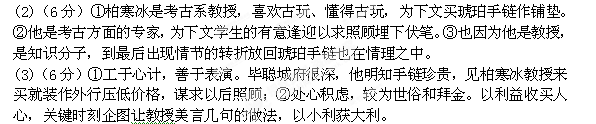 （2）（6分）①柏寒冰是考古系教授，喜欢古玩、懂得古玩，为下文买琥珀手链作铺垫。
②他是考古方面的专家，为下文学生的有意逢迎以求照顾埋下伏笔。③也因为他是教授，
是知识分子，到最后出现情节的转折放回琥珀手链也在情理之中。
（3）（6分）①工于心计，善于表演。毕聪城府很深，他明知手链珍贵，见柏寒冰教授来
买就装作外行压低价格，谋求以后照顾；②处心积虑，较为世俗和拜金。以利益收买人
心，关键时刻企图让教授美言几句的做法，以小利获大利。